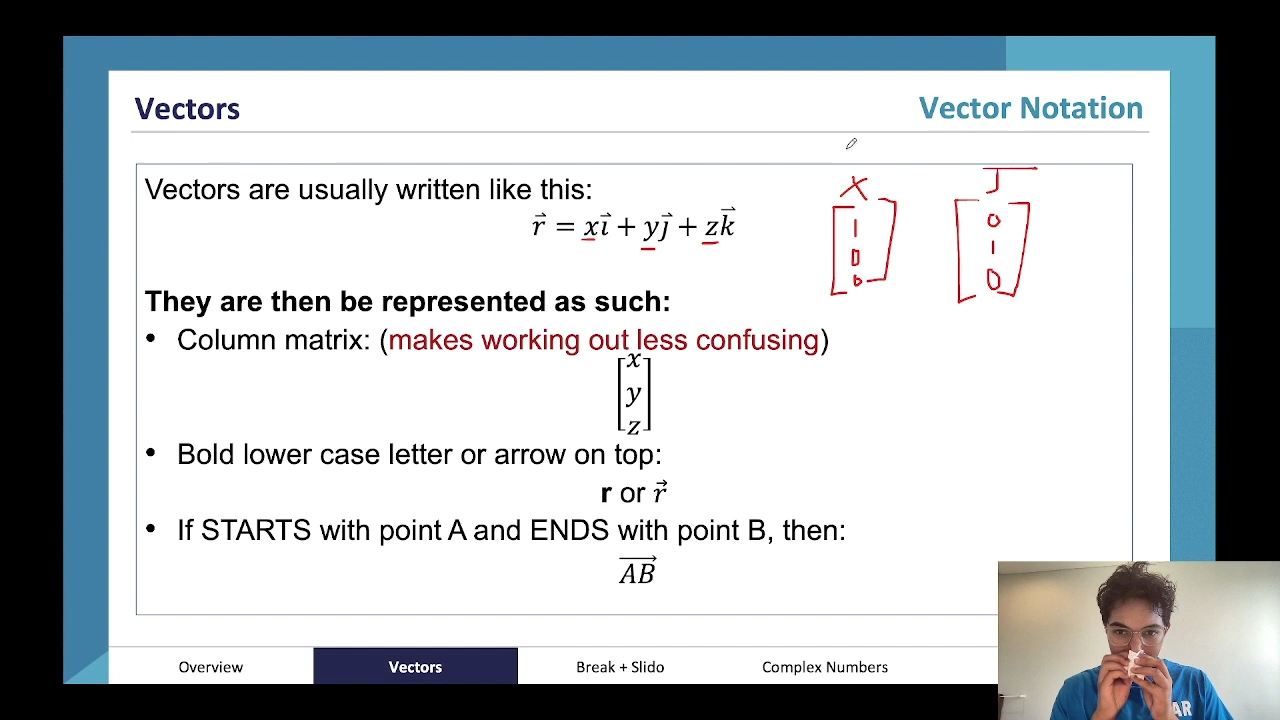 Vectors
Vector Notation
Vectors are usually written like this:
r⃗ = xi⃗ + yj⃗ + zk⃗
X
[1
0
0]
J
[0
1
0]
They are then be represented as such:
• Column matrix: (makes working out less confusing)
[x
y
z]
• Bold lower case letter or arrow on top:
r or r⃗
• If STARTS with point A and ENDS with point B, then:
A⃗B⃗
Overview
Vectors
Break + Slido
Complex Numbers
AR